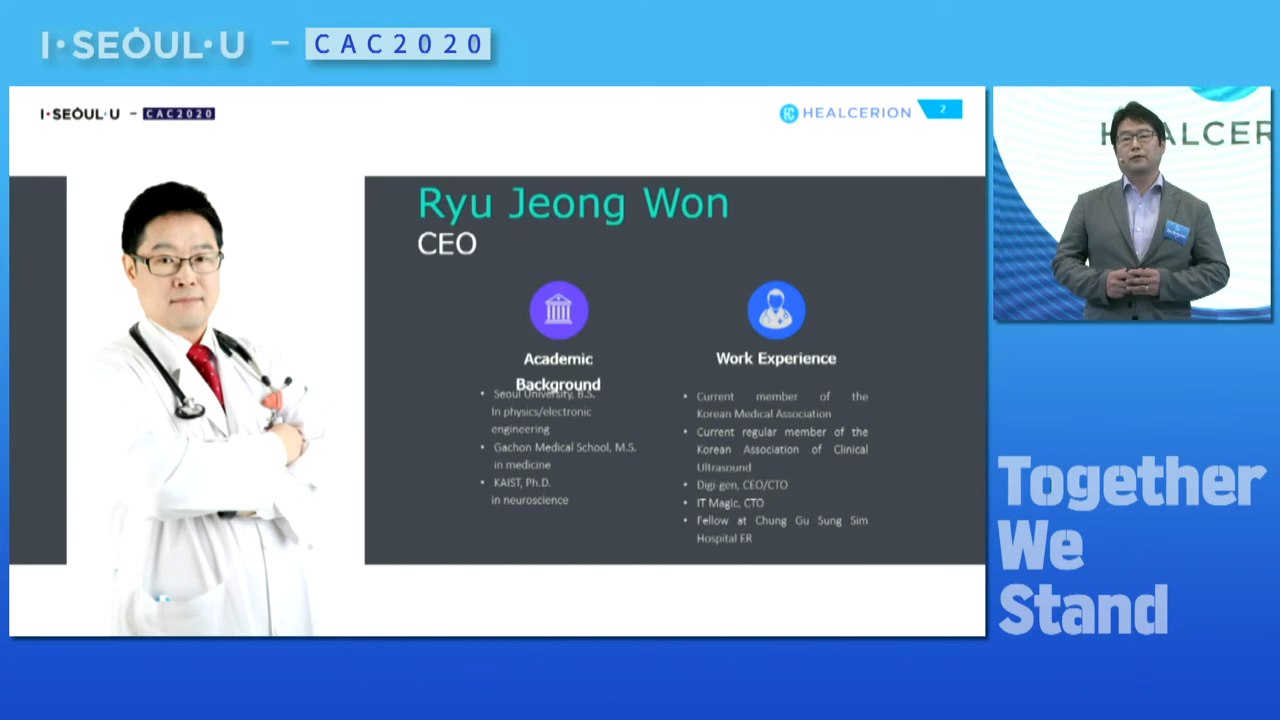 I·SEOUL·U – CAC2020
I·SEOUL·U – CAC2020
HEALCERION
2
HEALCER
Ryu Jeong Won
CEO
Academic
Background
• Seoul University, B.S.
In physics/electronic
engineering
• Gachon Medical School, M.S.
in medicine
• KAIST, Ph.D.
in neuroscience
Work Experience
• Current member of the
Korean Medical Association
• Current regular member of the
Korean Association of Clinical
Ultrasound
• Digi-gen, CEO/CTO
• IT Magic, CTO
• Fellow at Chung Gu Sung Sim
Hospital ER
Together
We
Stand